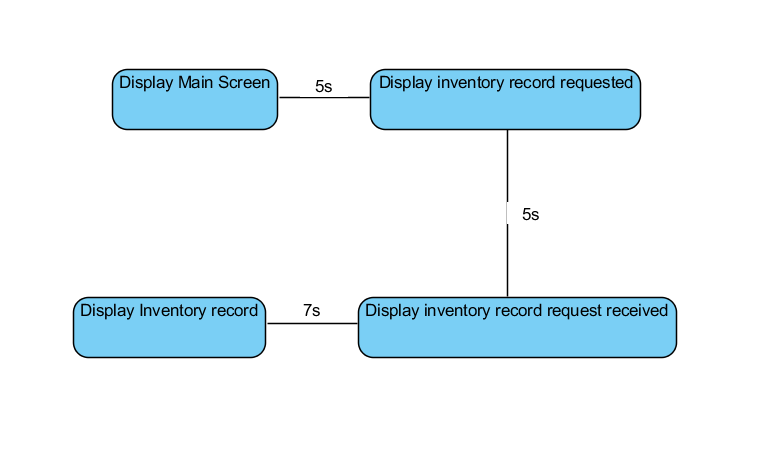 Display Main Screen
5s
Display inventory record requested
5s
Display Inventory record
7s
Display inventory record request received